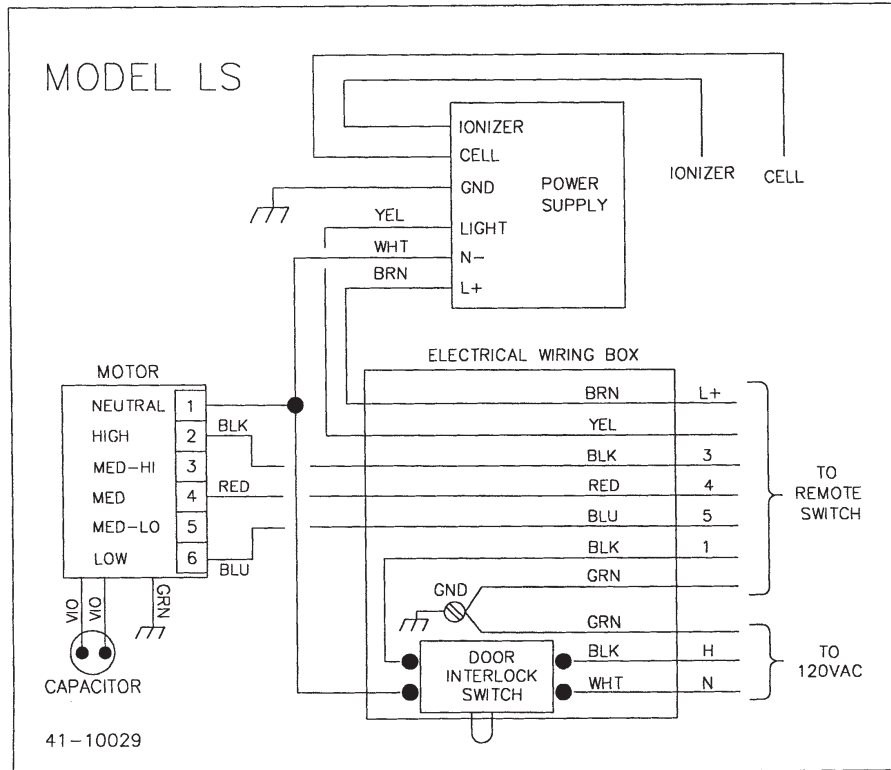 MODEL LS
IONIZER
CELL
GND
LIGHT
N-
L+
POWER
SUPPLY
IONIZER
CELL
YEL
WHT
BRN
ELECTRICAL WIRING BOX
MOTOR
NEUTRAL 1
HIGH 2
MED-HI 3
MED 4
MED-LO 5
LOW 6
BLK
RED
BLU
VIO
VIO
GRN
CAPACITOR
BRN L+
YEL
BLK 3
RED 4
BLU 5
BLK 1
GRN
TO
REMOTE
SWITCH
GND
GRN
BLK H
WHT N
DOOR
INTERLOCK
SWITCH
TO
120VAC
41-10029